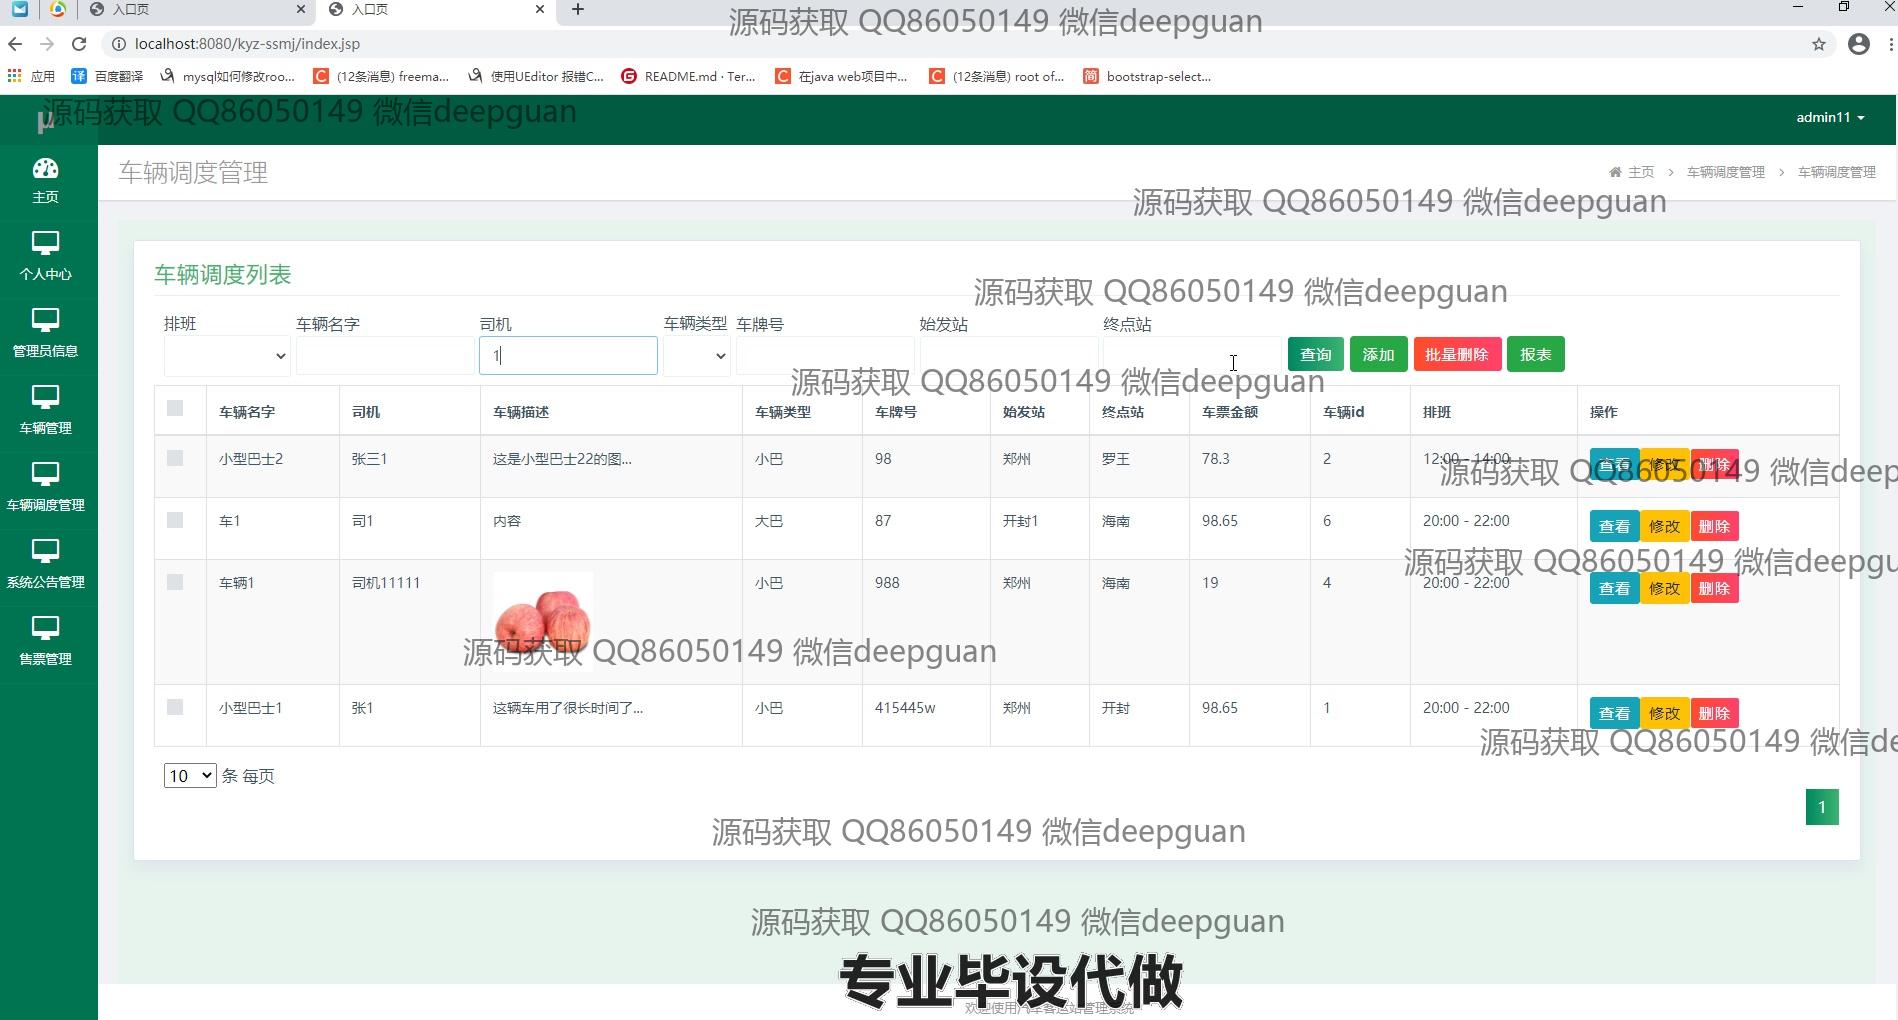 入口页
入口页
源码获取 QQ86050149 微信deepguan
localhost:8080/kyz-ssmj/index.jsp
应用
百度翻译
mysql如何修改roo...
(12条消息) freema...
使用UEditor 报错C...
README.md · Ter...
在java web项目中...
(12条消息) root of...
bootstrap-select...
μ
源码获取 QQ86050149 微信deepguan
admin11
主页
个人中心
管理员信息
车辆管理
车辆调度管理
系统公告管理
售票管理
车辆调度管理
主页 > 车辆调度管理 > 车辆调度管理
源码获取 QQ86050149 微信deepguan
车辆调度列表
源码获取 QQ86050149 微信deepguan
排班 车辆名字 司机 车辆类型 车牌号 始发站 终点站
1 查询 添加 批量删除 报表
源码获取 QQ86050149 微信deepguan
车辆名字 司机 车辆描述 车辆类型 车牌号 始发站 终点站 车票金额 车辆id 排班 操作
小型巴士2 张三1 这是小型巴士22的图... 小巴 98 郑州 罗王 78.3 2 12:00 - 14:00 查看 修改 删除
源码获取 QQ86050149 微信deep
车1 司1 内容 大巴 87 开封1 海南 98.65 6 20:00 - 22:00 查看 修改 删除
源码获取 QQ86050149 微信deepgu
车辆1 司机11111 小巴 988 郑州 海南 19 4 20:00 - 22:00 查看 修改 删除
源码获取 QQ86050149 微信deepguan
小型巴士1 张1 这辆车用了很长时间了... 小巴 415445w 郑州 开封 98.65 1 20:00 - 22:00 查看 修改 删除
源码获取 QQ86050149 微信de
10 条 每页
1
源码获取 QQ86050149 微信deepguan
源码获取 QQ86050149 微信deepguan
专业毕设代做
欢迎使用汽车客运站管理系统